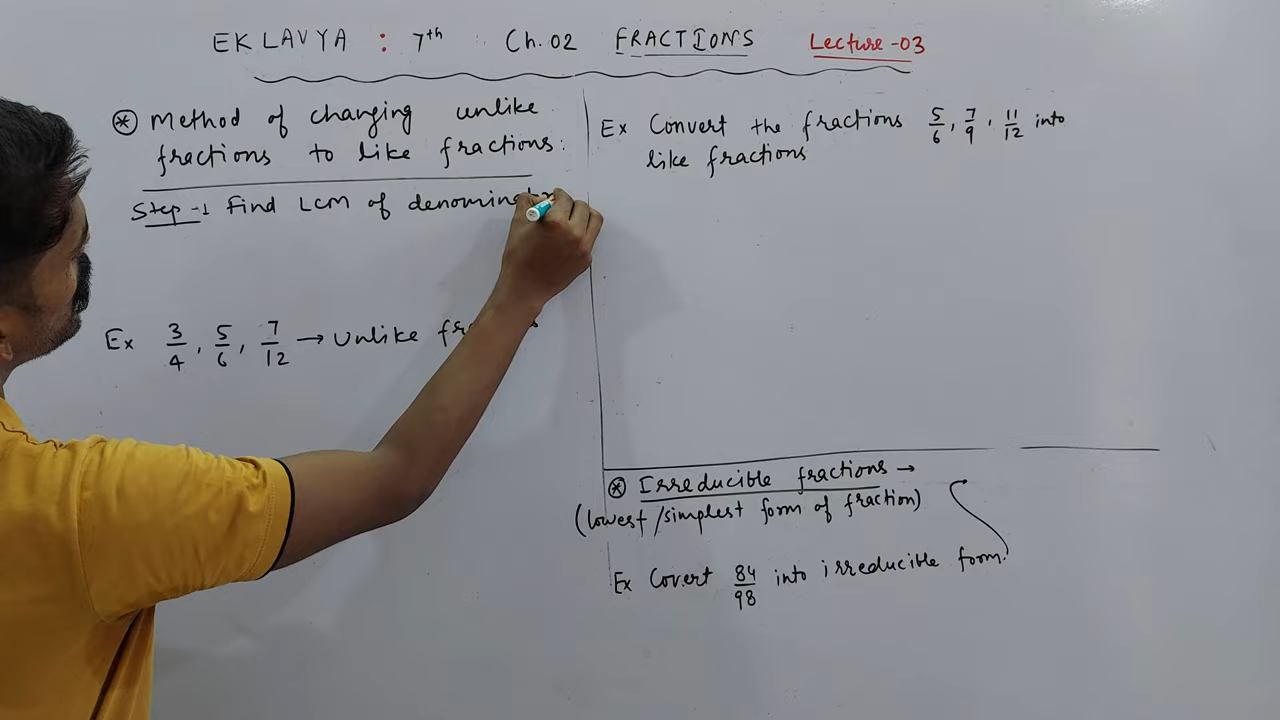 EKLAVYA : 7th Ch. 02 FRACTIONS Lecture -03
* Method of changing unlike
fractions to like fractions:
Step-1 Find LCM of
Ex 3/4, 5/6, 7/12 → Unlike
Ex Convert the fractions 5/6, 7/9, 11/12 into
like fractions
* Irreducible fractions →
(lowest/simplest form of fraction)
Ex Covert 84/98 into irreducible form.